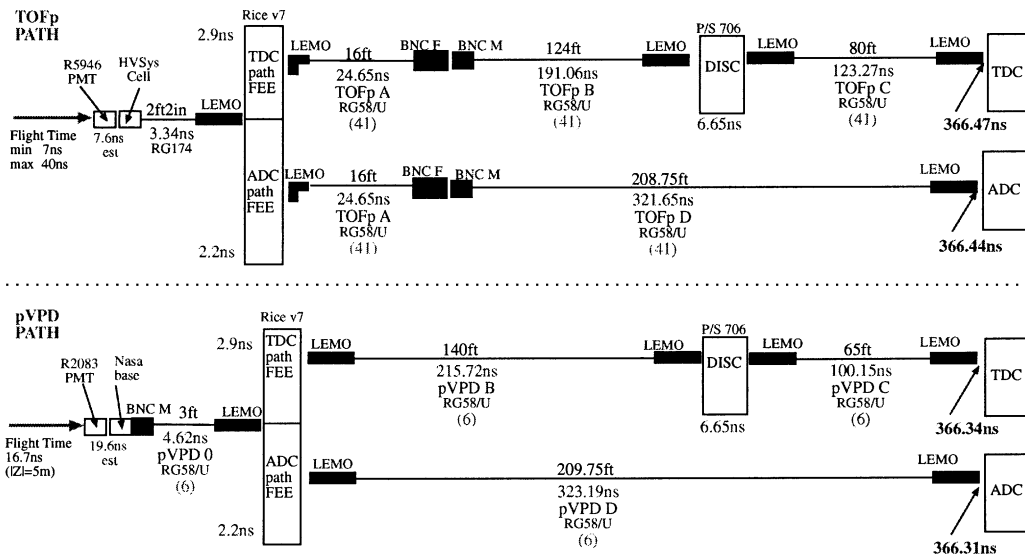 TOFp
PATH
Rice v7
2.9ns
R5946
PMT
HVSys
Cell
2ft2in
3.34ns
RG174
LEMO
Flight Time
min 7ns
max 40ns
7.6ns
est
TDC
path
FEE
ADC
path
FEE
2.2ns
LEMO
16ft
24.65ns
TOFp A
RG58/U
(41)
BNC F
BNC M
124ft
191.06ns
TOFp B
RG58/U
(41)
LEMO
P/S 706
DISC
6.65ns
LEMO
80ft
123.27ns
TOFp C
RG58/U
(41)
LEMO
TDC
366.47ns
LEMO
16ft
24.65ns
TOFp A
RG58/U
(41)
BNC F
BNC M
208.75ft
321.65ns
TOFp D
RG58/U
(41)
LEMO
ADC
366.44ns
pVPD
PATH
Rice v7
2.9ns
R2083
PMT
Nasa
base
BNC M
3ft
4.62ns
pVPD 0
RG58/U
(6)
LEMO
Flight Time
16.7ns
(|Z|=5m)
19.6ns
est
TDC
path
FEE
ADC
path
FEE
2.2ns
LEMO
140ft
215.72ns
pVPD B
RG58/U
(6)
LEMO
P/S 706
DISC
6.65ns
LEMO
65ft
100.15ns
pVPD C
RG58/U
(6)
LEMO
TDC
366.34ns
LEMO
209.75ft
323.19ns
pVPD D
RG58/U
(6)
LEMO
ADC
366.31ns